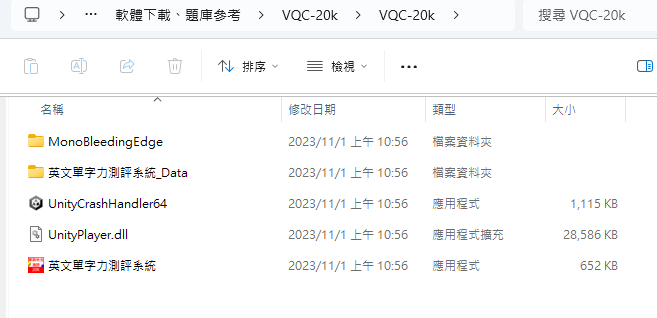 軟體下載、題庫參考 > VQC-20k > VQC-20k > 搜尋 VQC-20k
排序 檢視
名稱 修改日期 類型 大小
MonoBleedingEdge 2023/11/1 上午 10:56 檔案資料夾
英文單字力測評系統_Data 2023/11/1 上午 10:56 檔案資料夾
UnityCrashHandler64 2023/11/1 上午 10:56 應用程式 1,115 KB
UnityPlayer.dll 2023/11/1 上午 10:56 應用程式擴充 28,586 KB
英文單字力測評系統 2023/11/1 上午 10:56 應用程式 652 KB